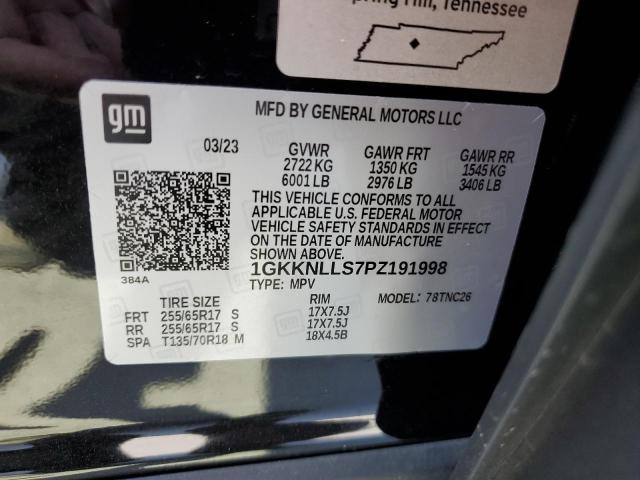 Spring Hill, Tennessee
gm
MFD BY GENERAL MOTORS LLC
03/23 GVWR GAWR FRT GAWR RR
2722 KG 1350 KG 1545 KG
6001 LB 2976 LB 3406 LB
THIS VEHICLE CONFORMS TO ALL
APPLICABLE U.S. FEDERAL MOTOR
VEHICLE SAFETY STANDARDS IN EFFECT
ON THE DATE OF MANUFACTURE
SHOWN ABOVE.
1GKKNLLS7PZ191998
384A
TYPE: MPV MODEL: 78TNC26
TIRE SIZE RIM
FRT 255/65R17 S 17X7.5J
RR 255/65R17 S 17X7.5J
SPA T135/70R18 M 18X4.5B